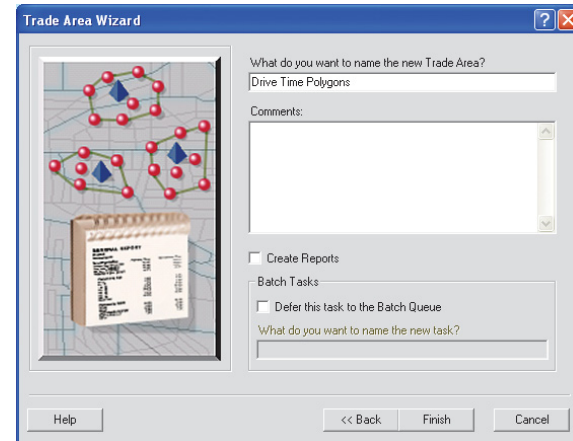 Trade Area Wizard
What do you want to name the new Trade Area?
Drive Time Polygons
Comments:
Create Reports
Batch Tasks
Defer this task to the Batch Queue
What do you want to name the new task?
Help
<< Back
Finish
Cancel